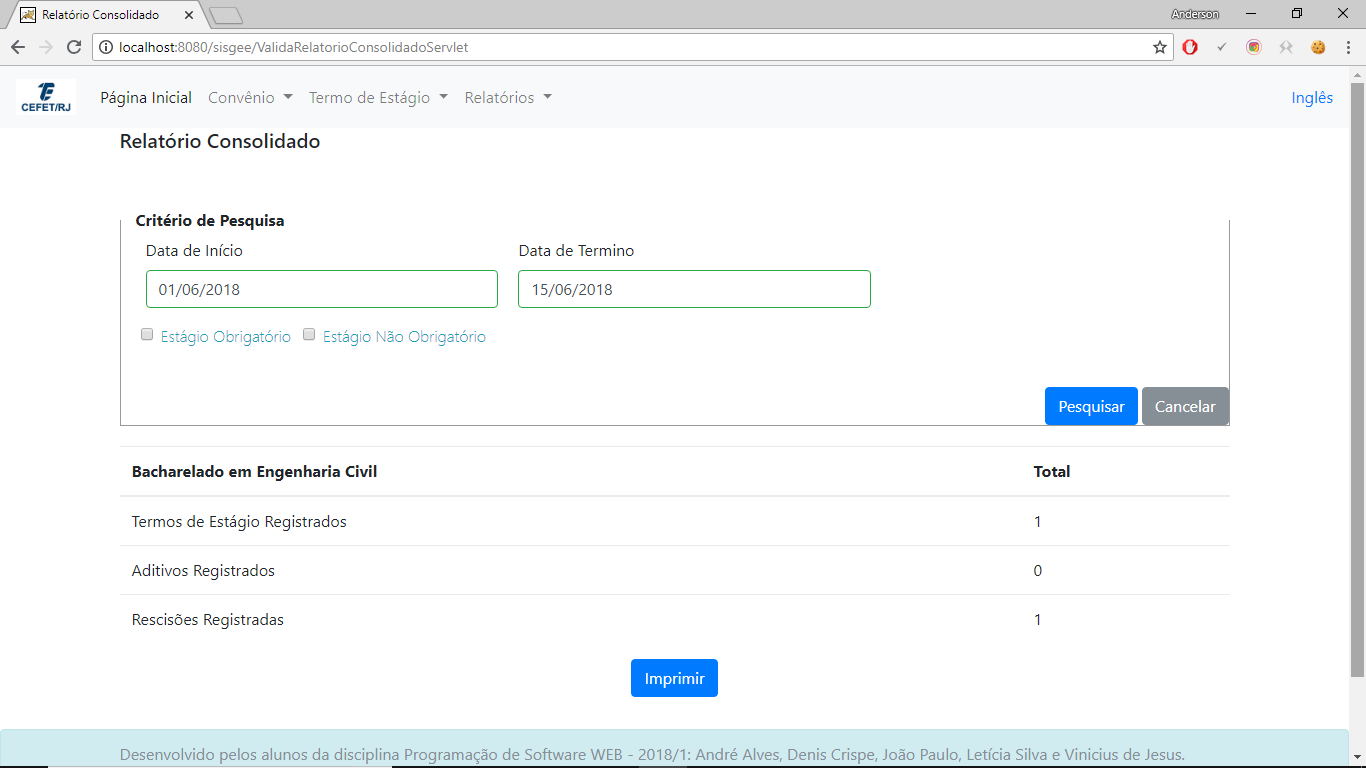 Relatório Consolidado
Anderson
localhost:8080/sisgee/ValidaRelatorioConsolidadoServlet
CEFET/RJ
Página Inicial Convênio Termo de Estágio Relatórios Inglês
Relatório Consolidado
Critério de Pesquisa
Data de Início Data de Termino
01/06/2018 15/06/2018
Estágio Obrigatório Estágio Não Obrigatório
Pesquisar Cancelar
Bacharelado em Engenharia Civil Total
Termos de Estágio Registrados 1
Aditivos Registrados 0
Rescisões Registradas 1
Imprimir
Desenvolvido pelos alunos da disciplina Programação de Software WEB - 2018/1: André Alves, Denis Crispe, João Paulo, Letícia Silva e Vinicius de Jesus.